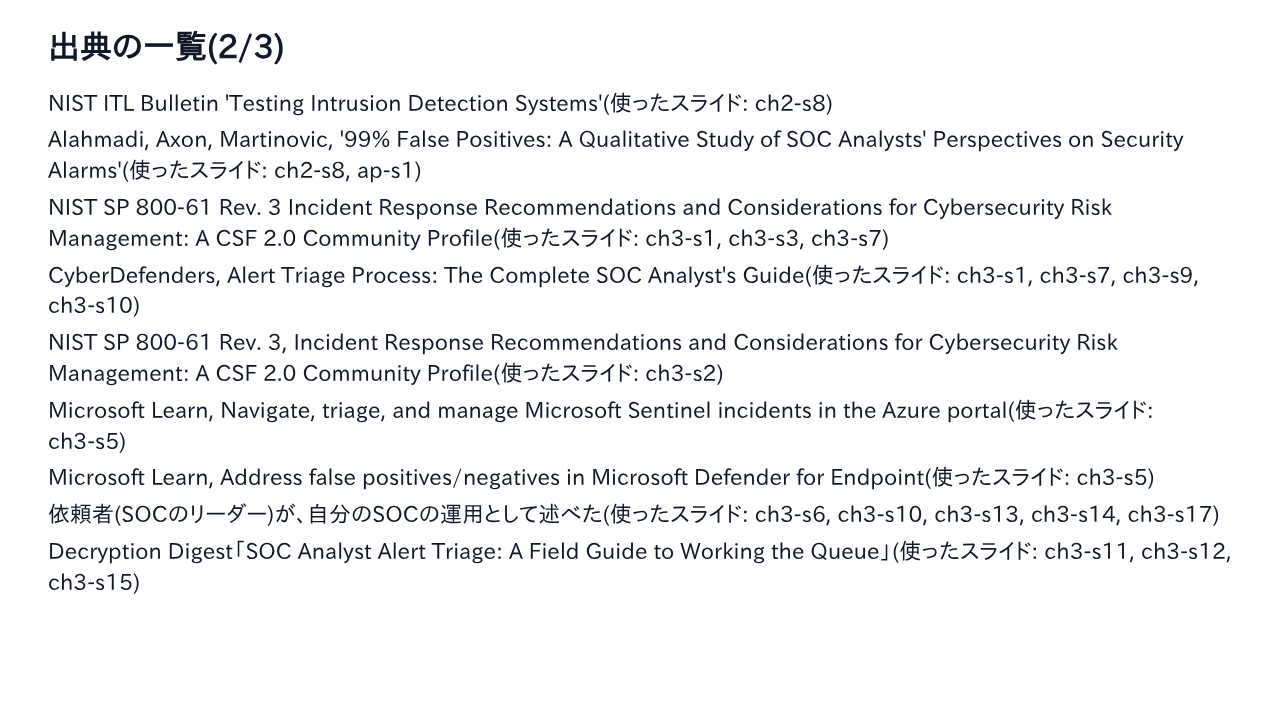 出典の一覧(2/3)
NIST ITL Bulletin 'Testing Intrusion Detection Systems'(使ったスライド: ch2-s8)
Alahmadi, Axon, Martinovic, '99% False Positives: A Qualitative Study of SOC Analysts' Perspectives on Security
Alarms'(使ったスライド: ch2-s8, ap-s1)
NIST SP 800-61 Rev. 3 Incident Response Recommendations and Considerations for Cybersecurity Risk
Management: A CSF 2.0 Community Profile(使ったスライド: ch3-s1, ch3-s3, ch3-s7)
CyberDefenders, Alert Triage Process: The Complete SOC Analyst's Guide(使ったスライド: ch3-s1, ch3-s7, ch3-s9,
ch3-s10)
NIST SP 800-61 Rev. 3, Incident Response Recommendations and Considerations for Cybersecurity Risk
Management: A CSF 2.0 Community Profile(使ったスライド: ch3-s2)
Microsoft Learn, Navigate, triage, and manage Microsoft Sentinel incidents in the Azure portal(使ったスライド:
ch3-s5)
Microsoft Learn, Address false positives/negatives in Microsoft Defender for Endpoint(使ったスライド: ch3-s5)
依頼者(SOCのリーダー)が、自分のSOCの運用として述べた(使ったスライド: ch3-s6, ch3-s10, ch3-s13, ch3-s14, ch3-s17)
Decryption Digest「SOC Analyst Alert Triage: A Field Guide to Working the Queue」(使ったスライド: ch3-s11, ch3-s12,
ch3-s15)